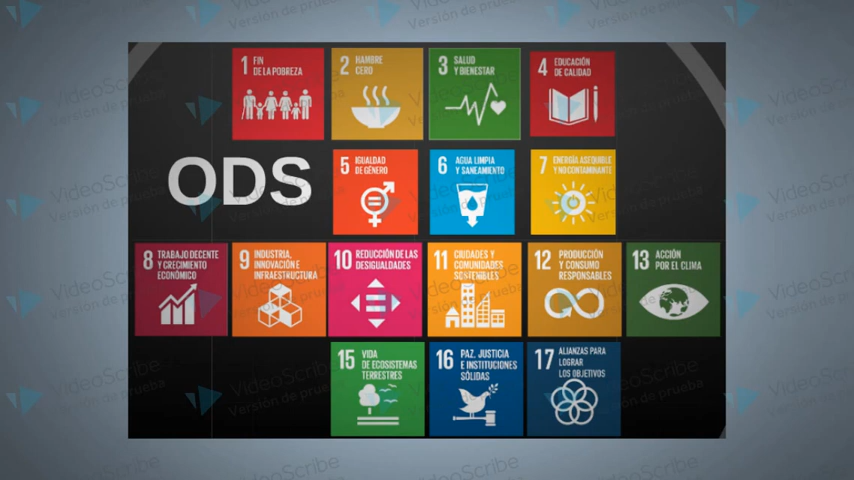 1 FIN
DE LA POBREZA
2 HAMBRE
CERO
3 SALUD
Y BIENESTAR
4 EDUCACIÓN
DE CALIDAD
ODS
5 IGUALDAD
DE GÉNERO
6 AGUA LIMPIA
Y SANEAMIENTO
7 ENERGÍA ASEQUIBLE
Y NO CONTAMINANTE
8 TRABAJO DECENTE
Y CRECIMIENTO
ECONÓMICO
9 INDUSTRIA,
INNOVACIÓN E
INFRAESTRUCTURA
10 REDUCCIÓN DE LAS
DESIGUALDADES
11 CIUDADES Y
COMUNIDADES
SOSTENIBLES
12 PRODUCCIÓN
Y CONSUMO
RESPONSABLES
13 ACCIÓN
POR EL CLIMA
15 VIDA
DE ECOSISTEMAS
TERRESTRES
16 PAZ, JUSTICIA
E INSTITUCIONES
SÓLIDAS
17 ALIANZAS PARA
LOGRAR
LOS OBJETIVOS
VideoScribe
Versión de prueba